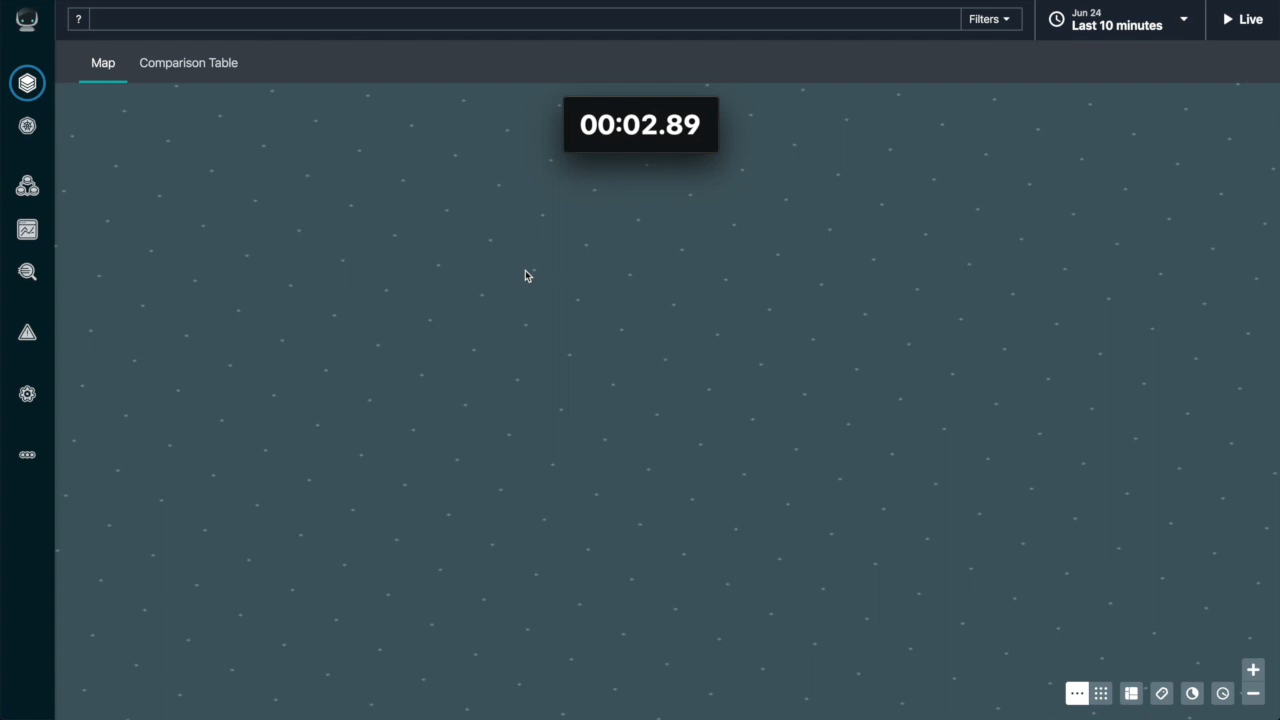 ?
Filters
Jun 24
Last 10 minutes
Live
Map
Comparison Table
00:02.89